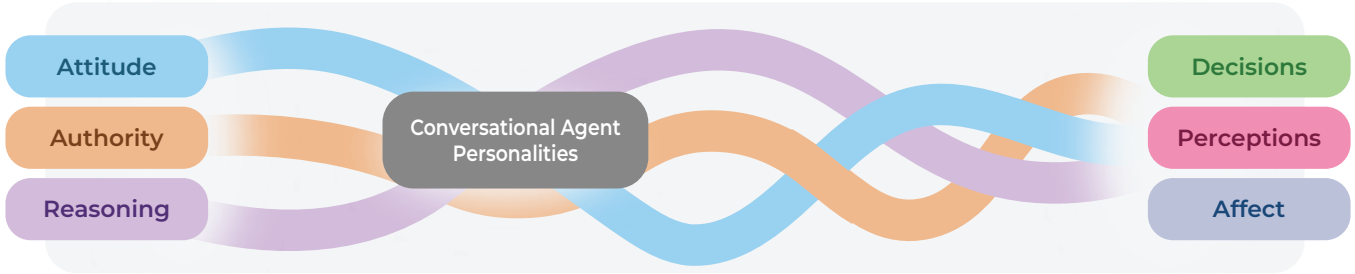 Attitude
Authority
Reasoning
Conversational Agent
Personalities
Decisions
Perceptions
Affect